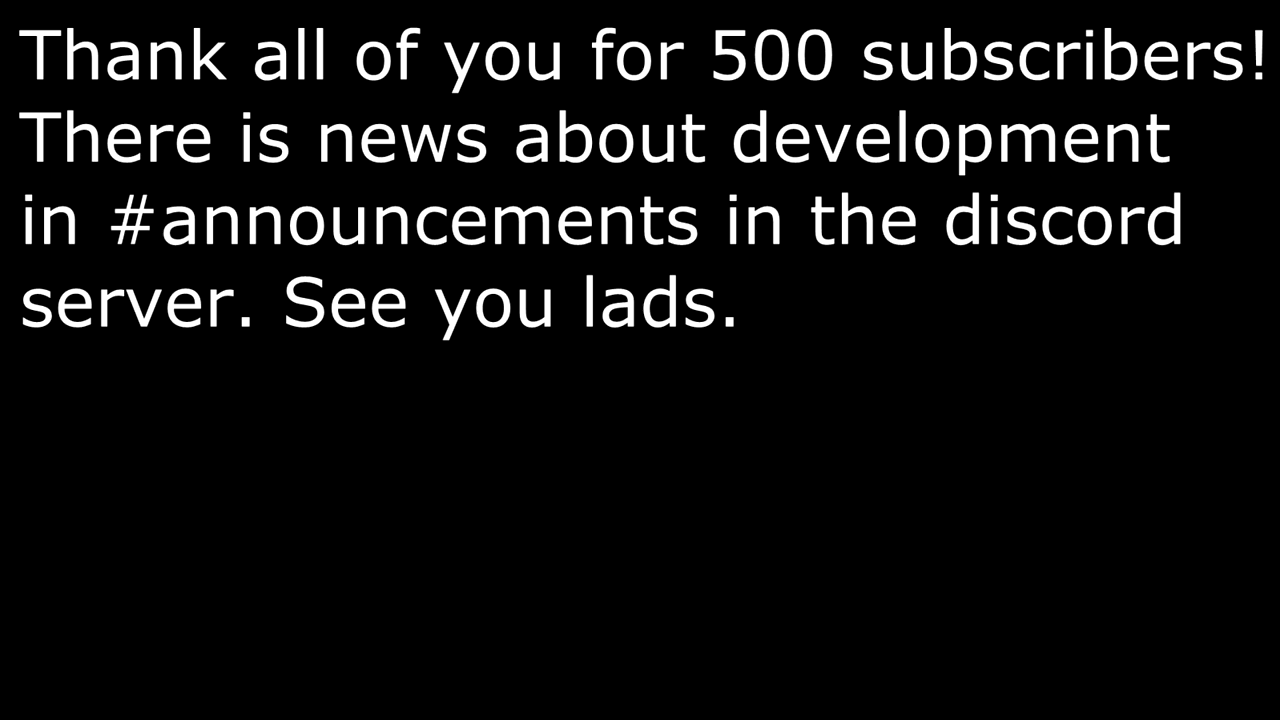 Thank all of you for 500 subscribers!
There is news about development
in #announcements in the discord
server. See you lads.